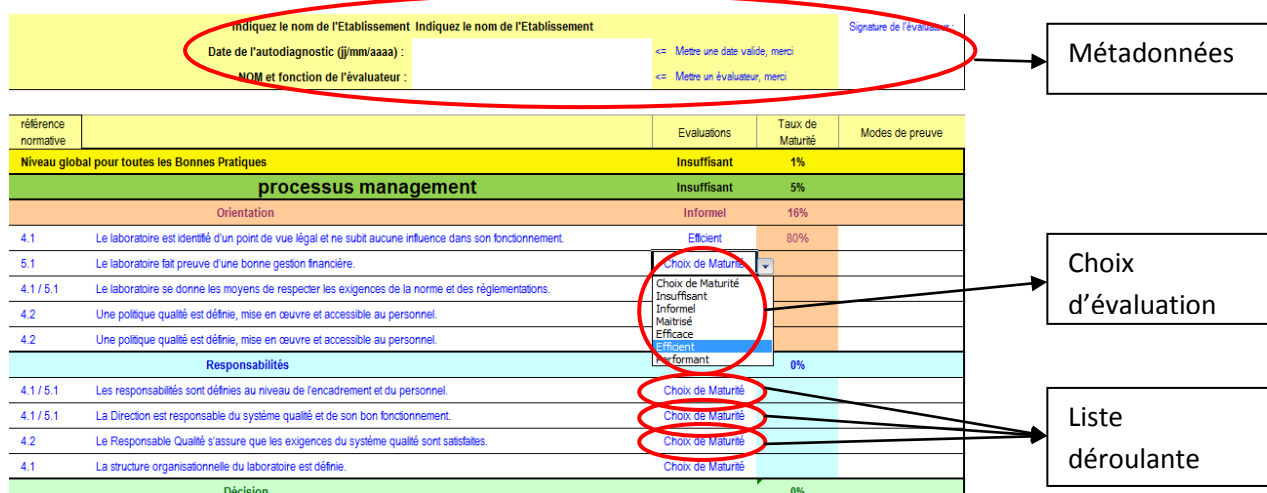 Indiquez le nom de l'Etablissement Indiquez le nom de l'Etablissement
Signature de l'évaluateur :
Date de l'autodiagnostic (jj/mm/aaaa) :
<= Mettre une date valide, merci
NOM et fonction de l'évaluateur :
<= Mettre un évaluateur, merci
Métadonnées
référence normative
Evaluations
Taux de Maturité
Modes de preuve
Niveau global pour toutes les Bonnes Pratiques Insuffisant 1%
processus management Insuffisant 5%
Orientation Informel 16%
4.1 Le laboratoire est identifié d'un point de vue légal et ne subit aucune influence dans son fonctionnement. Efficient 80%
5.1 Le laboratoire fait preuve d'une bonne gestion financière. Choix de Maturité
4.1 / 5.1 Le laboratoire se donne les moyens de respecter les exigences de la norme et des règlementations.
4.2 Une politique qualité est définie, mise en œuvre et accessible au personnel.
4.2 Une politique qualité est définie, mise en œuvre et accessible au personnel.
Choix de Maturité
Insuffisant
Informel
Maitrisé
Efficace
Efficient
Performant
Choix
d'évaluation
Responsabilités 0%
4.1 / 5.1 Les responsabilités sont définies au niveau de l'encadrement et du personnel. Choix de Maturité
4.1 / 5.1 La Direction est responsable du système qualité et de son bon fonctionnement. Choix de Maturité
4.2 Le Responsable Qualité s'assure que les exigences du système qualité sont satisfaites. Choix de Maturité
4.1 La structure organisationnelle du laboratoire est définie. Choix de Maturité
Liste
déroulante
Décision 0%